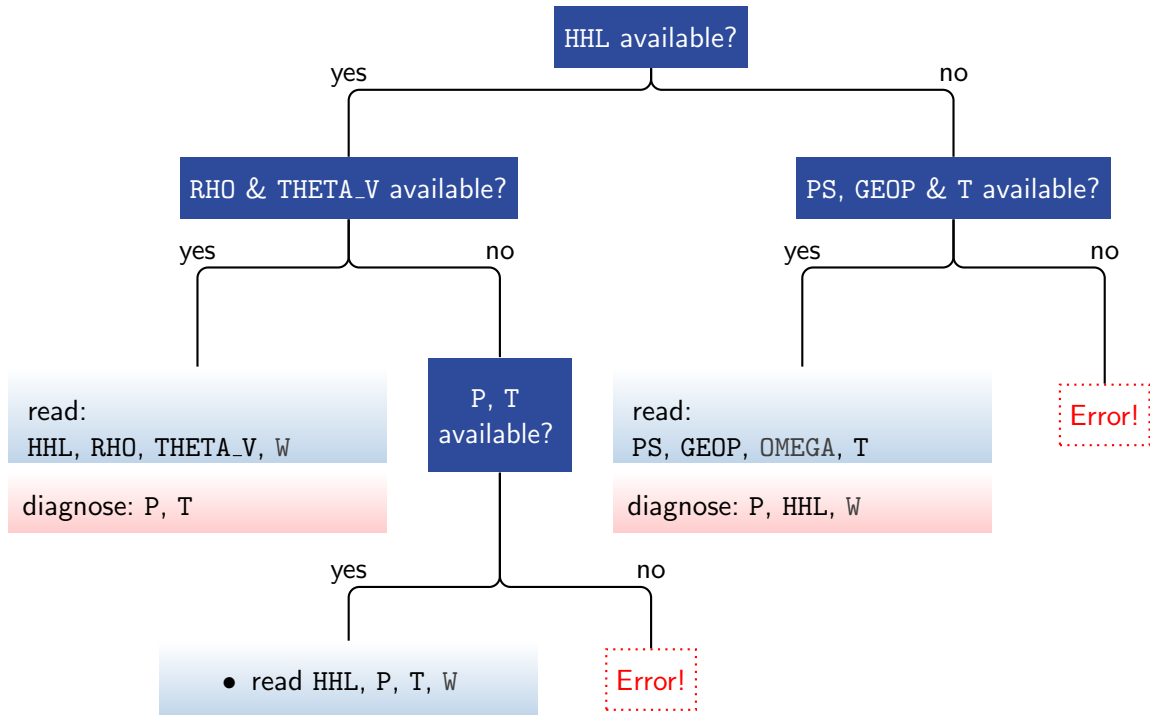 HHL available?
yes
no
RHO & THETA_V available?
PS, GEOP & T available?
yes
no
yes
no
read:
HHL, RHO, THETA_V, W
diagnose: P, T
P, T
available?
read:
PS, GEOP, OMEGA, T
diagnose: P, HHL, W
Error!
yes
no
• read HHL, P, T, W
Error!